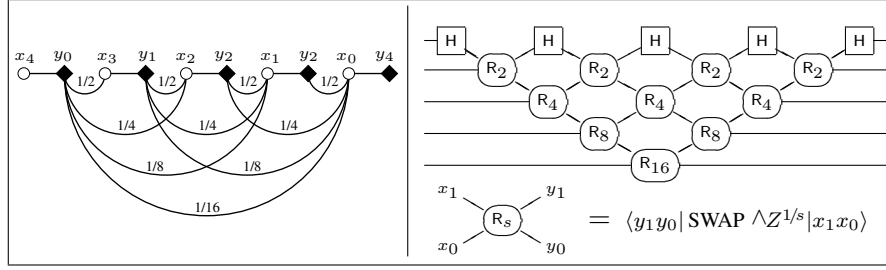 x₄ y₀ x₃ y₁ x₂ y₂ x₁ y₂ x₀ y₄
1/2 1/2 1/2 1/2
1/4 1/4 1/4
1/8 1/8
1/16
H H H H H
R₂ R₂ R₂ R₂
R₄ R₄ R₄
R₈ R₈
R₁₆
x₁ y₁
Rₛ = ⟨y₁y₀| SWAP ∧Z^{1/s} |x₁x₀⟩
x₀ y₀